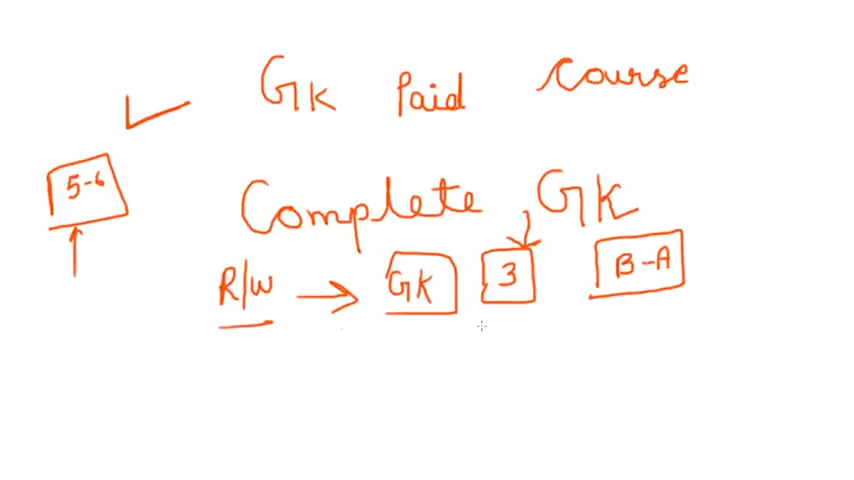 GK Paid Course
5-6
Complete GK
R/W → GK 3 B-A